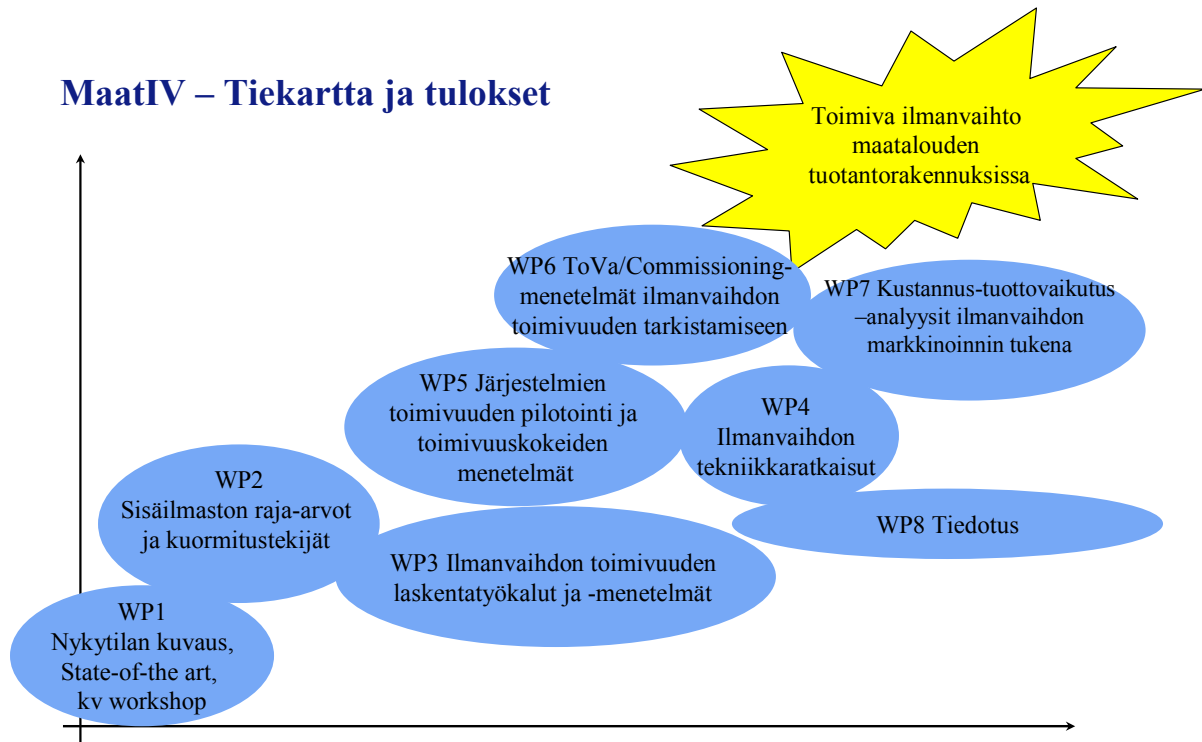 MaatIV – Tiekartta ja tulokset
Toimiva ilmanvaihto
maatalouden
tuotantorakennuksissa
WP6 ToVa/Commissioning-
menetelmät ilmanvaihdon
toimivuuden tarkistamiseen
WP7 Kustannus-tuottovaikutus
–analyysit ilmanvaihdon
markkinoinnin tukena
WP5 Järjestelmien
toimivuuden pilotointi ja
toimivuuskokeiden
menetelmät
WP4
Ilmanvaihdon
tekniikkaratkaisut
WP2
Sisäilmaston raja-arvot
ja kuormitustekijät
WP8 Tiedotus
WP3 Ilmanvaihdon toimivuuden
laskentatyökalut ja -menetelmät
WP1
Nykytilan kuvaus,
State-of-the art,
kv workshop